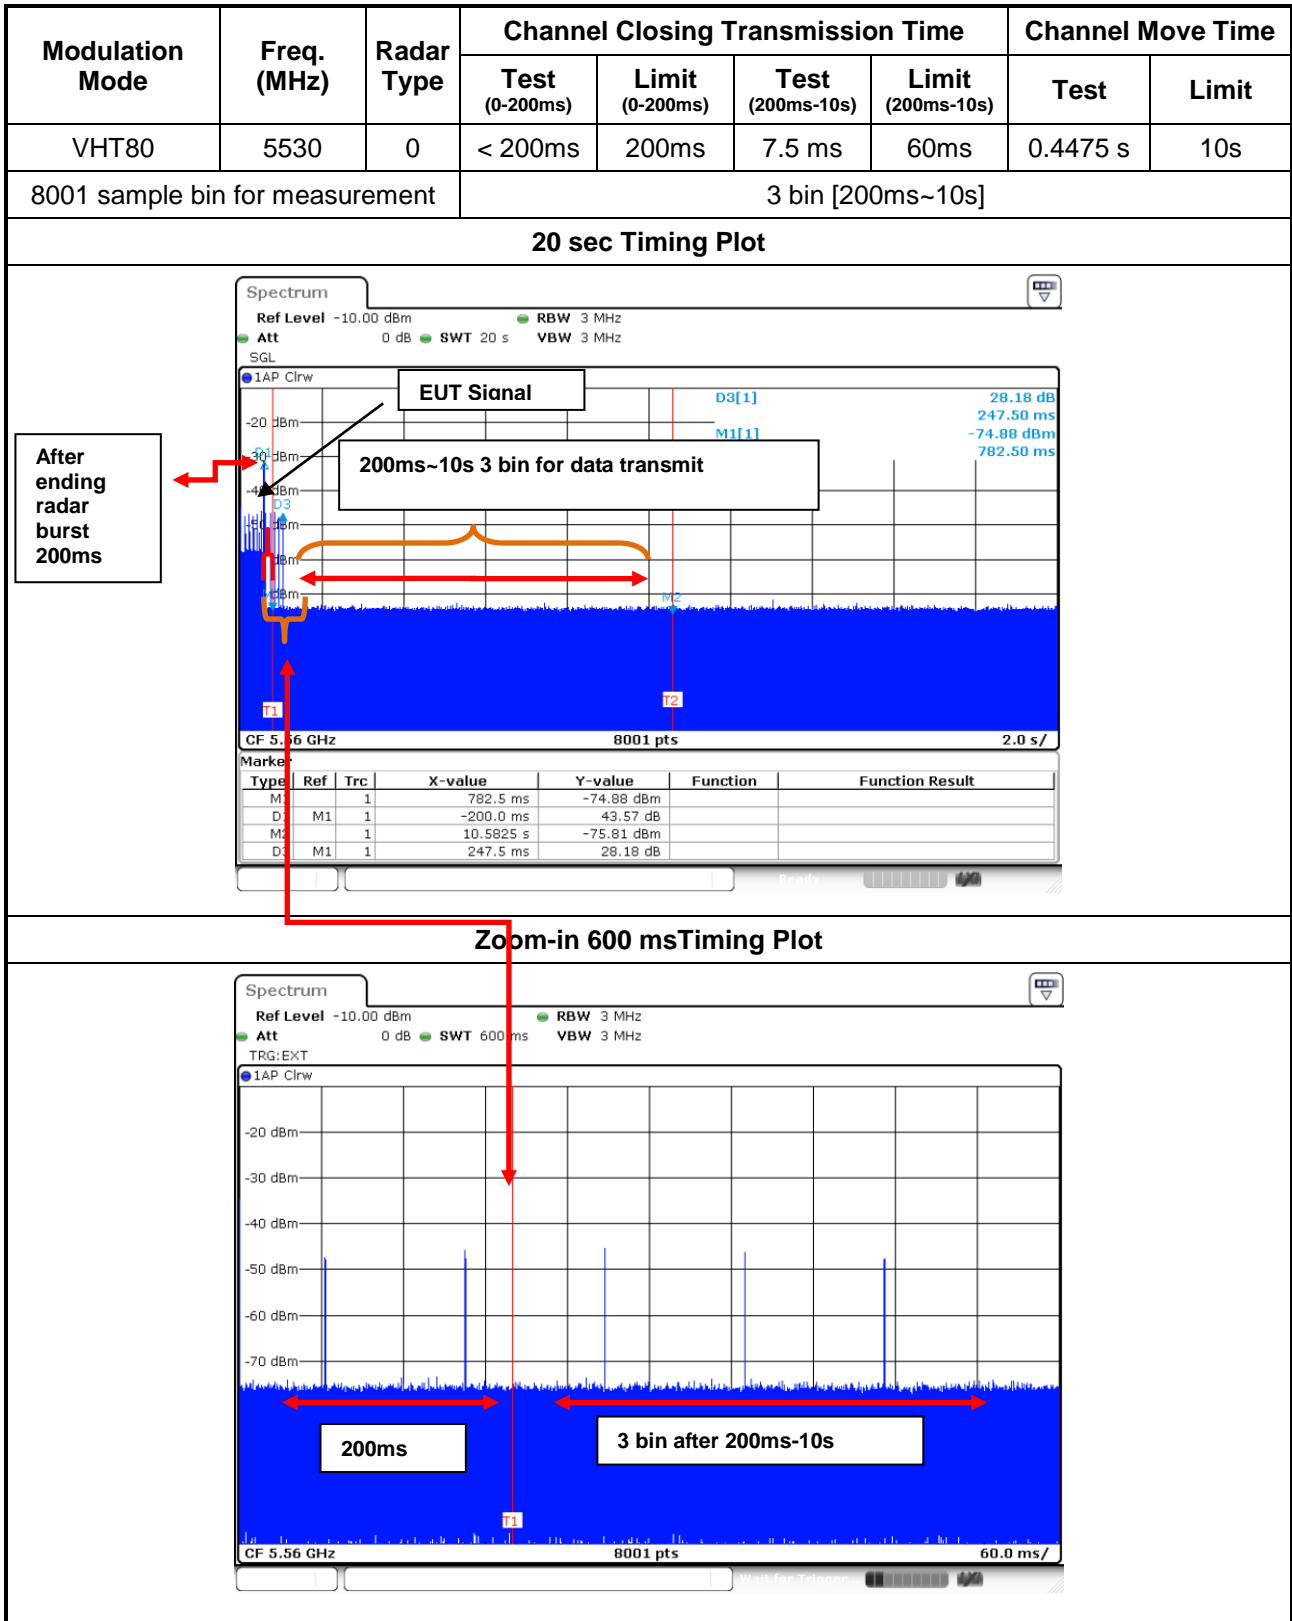 Modulation Mode | Freq. (MHz) | Radar Type | Channel Closing Transmission Time | Channel Move Time
Test (0-200ms) | Limit (0-200ms) | Test (200ms-10s) | Limit (200ms-10s) | Test | Limit
VHT80 | 5530 | 0 | < 200ms | 200ms | 7.5 ms | 60ms | 0.4475 s | 10s
8001 sample bin for measurement | 3 bin [200ms~10s]
20 sec Timing Plot
Spectrum
Ref Level -10.00 dBm RBW 3 MHz
Att 0 dB SWT 20 s VBW 3 MHz
SGL
1AP Clrw
EUT Signal
D3[1] 28.18 dB
247.50 ms
M1[1] -74.88 dBm
782.50 ms
-20 dBm
D1
-30 dBm
200ms~10s 3 bin for data transmit
After
ending
radar
burst
200ms
D3
M2
T1
T2
CF 5.56 GHz 8001 pts 2.0 s/
Marker
Type | Ref | Trc | X-value | Y-value | Function | Function Result
M1 | | 1 | 782.5 ms | -74.88 dBm
D1 | M1 | 1 | -200.0 ms | 43.57 dB
M2 | | 1 | 10.5825 s | -75.81 dBm
D3 | M1 | 1 | 247.5 ms | 28.18 dB
Ready
Zoom-in 600 msTiming Plot
Spectrum
Ref Level -10.00 dBm RBW 3 MHz
Att 0 dB SWT 600 ms VBW 3 MHz
TRG:EXT
1AP Clrw
-20 dBm
-30 dBm
-40 dBm
-50 dBm
-60 dBm
-70 dBm
200ms
3 bin after 200ms-10s
T1
CF 5.56 GHz 8001 pts 60.0 ms/
Wait for Trigger